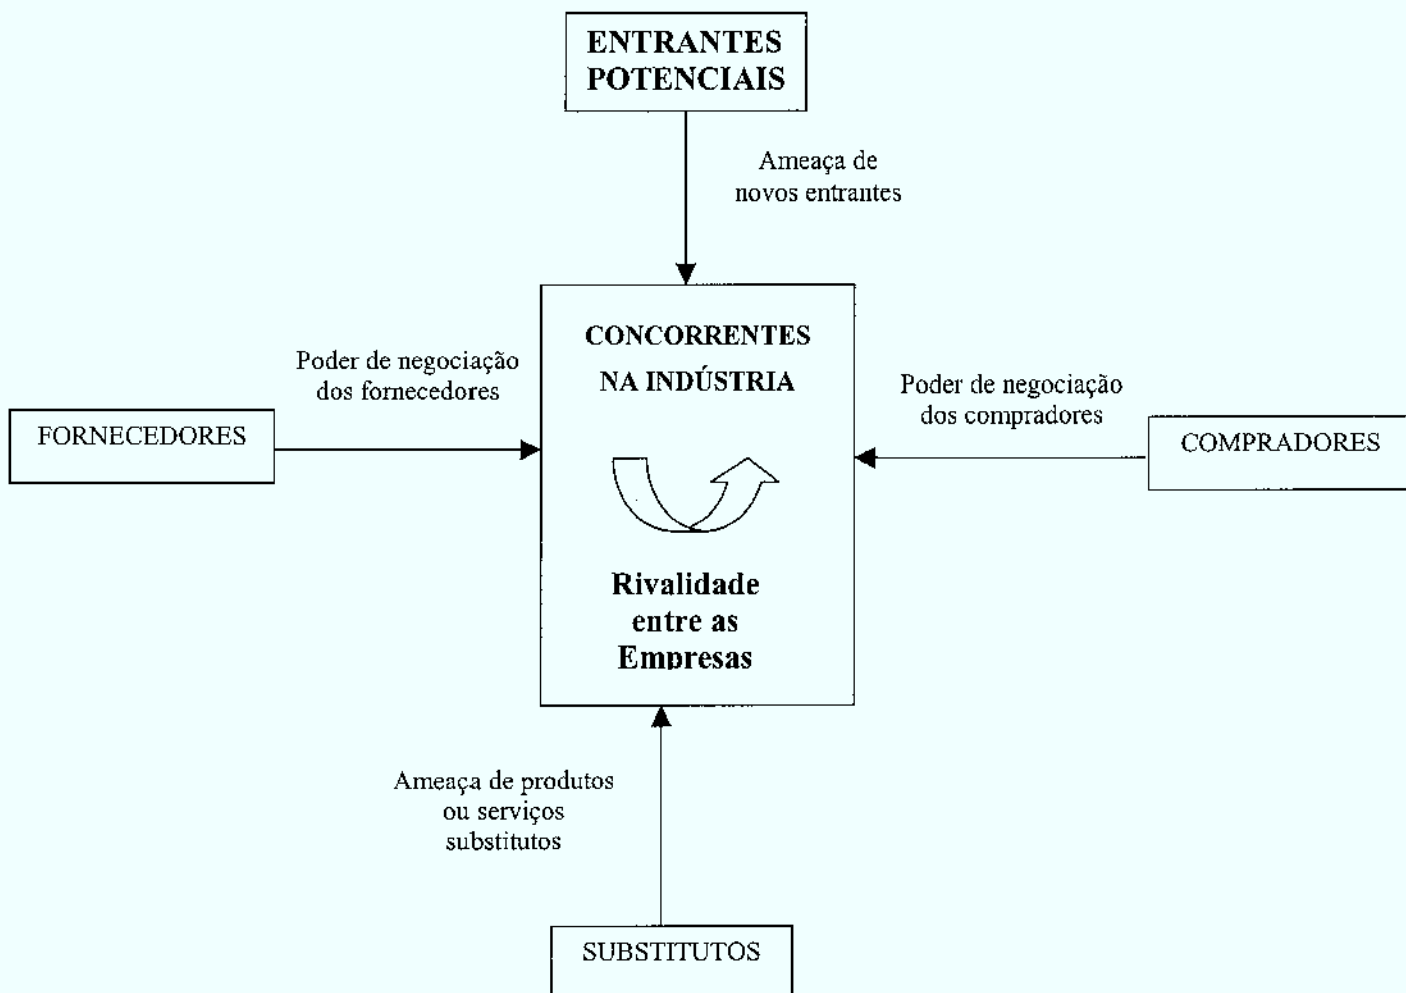 ENTRANTES
POTENCIAIS
Ameaça de
novos entrantes
CONCORRENTES
NA INDÚSTRIA
Poder de negociação
dos fornecedores
Poder de negociação
dos compradores
FORNECEDORES
COMPRADORES
Rivalidade
entre as
Empresas
Ameaça de produtos
ou serviços
substitutos
SUBSTITUTOS